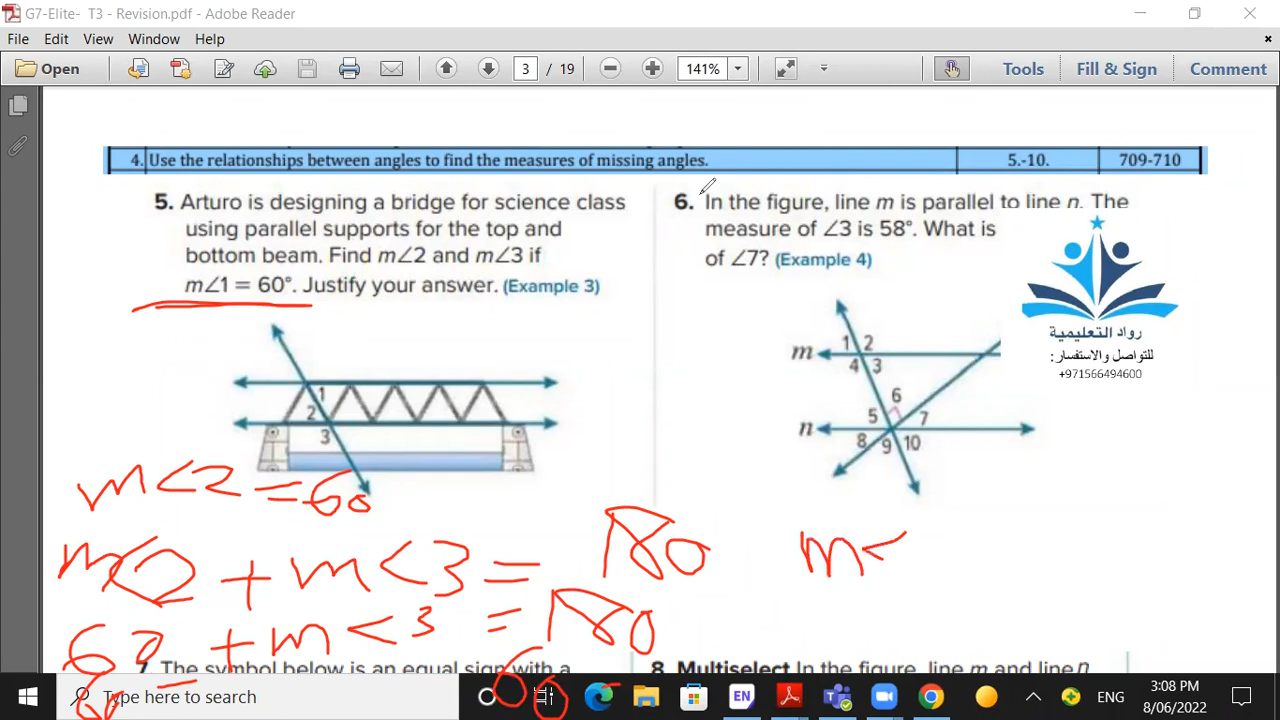 G7-Elite- T3 - Revision.pdf - Adobe Reader
File Edit View Window Help
Open 3 / 19 141% Tools Fill & Sign Comment
4. Use the relationships between angles to find the measures of missing angles. 5.-10. 709-710
5. Arturo is designing a bridge for science class
using parallel supports for the top and
bottom beam. Find m∠2 and m∠3 if
m∠1 = 60°. Justify your answer. (Example 3)
1
2
3
m<2 = 60
m<2 + m<3 = 180
+ m<3 = 180
6. In the figure, line m is parallel to line n. The
measure of ∠3 is 58°. What is
of ∠7? (Example 4)
m 1 2
4 3
6
n 5 7
8 9 10
m<
رواد التعليمية
للتواصل والاستفسار:
+971566494600
7 The symbol below is an equal sign with a
8. Multiselect In the figure, line m and line n
Type here to search
EN
ENG
3:08 PM
8/06/2022